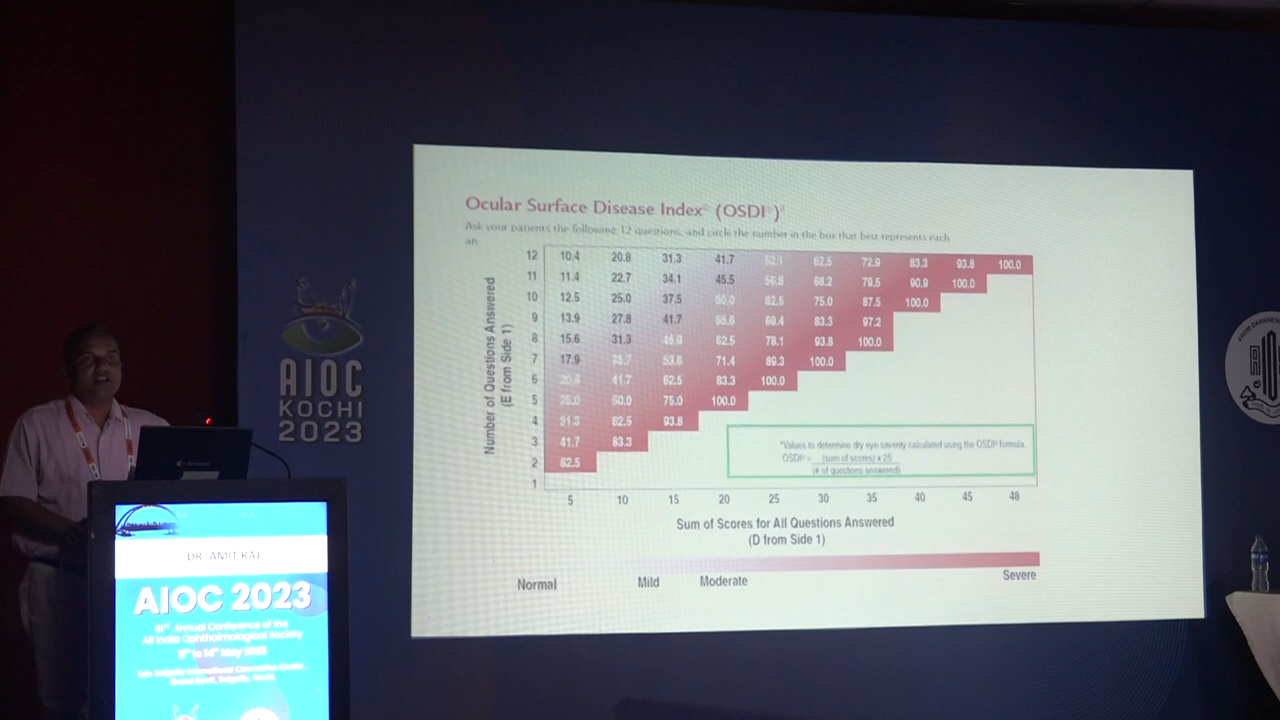 Ocular Surface Disease Index® (OSDI®)²
Ask your patients the following 12 questions, and circle the number in the box that best represents each
an
Number of Questions Answered
(E from Side 1)
12 10.4 20.8 31.3 41.7 52.1 62.5 72.9 83.3 93.8 100.0
11 11.4 22.7 34.1 45.5 56.8 68.2 79.5 90.9 100.0
10 12.5 25.0 37.5 50.0 62.5 75.0 87.5 100.0
9 13.9 27.8 41.7 55.6 69.4 83.3 97.2
8 15.6 31.3 46.9 62.5 78.1 93.8 100.0
7 17.9 35.7 53.6 71.4 89.3 100.0
6 20.8 41.7 62.5 83.3 100.0
5 25.0 50.0 75.0 100.0
4 31.3 62.5 93.8
3 41.7 83.3
2 62.5
1
5 10 15 20 25 30 35 40 45 48
*Values to determine dry eye severity calculated using the OSDI® formula.
OSDI® = (sum of scores) x 25
(# of questions answered)
Sum of Scores for All Questions Answered
(D from Side 1)
Normal Mild Moderate Severe
AIOC
KOCHI
2023
FROM DARKNESS
DR. AMIT RAJ
AIOC 2023
81st Annual Conference of the
All India Ophthalmological Society
11th to 14th May 2023